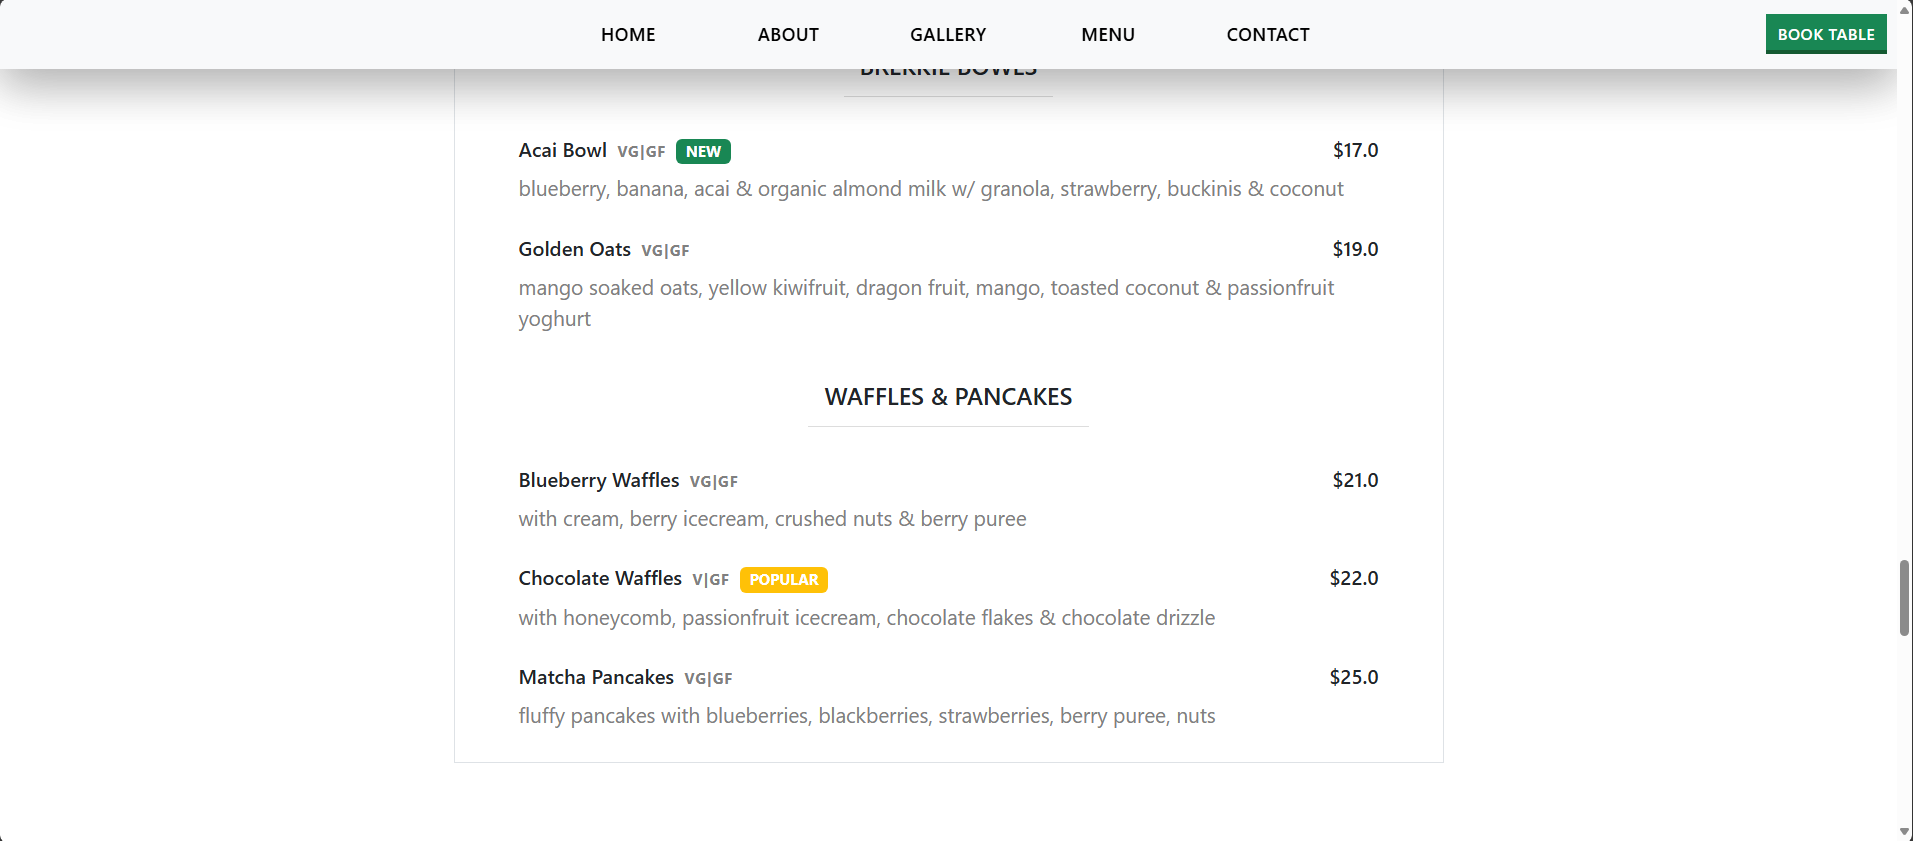 HOME ABOUT GALLERY MENU CONTACT BOOK TABLE
BREKKIE BOWLS
Acai Bowl VG|GF NEW $17.0
blueberry, banana, acai & organic almond milk w/ granola, strawberry, buckinis & coconut
Golden Oats VG|GF $19.0
mango soaked oats, yellow kiwifruit, dragon fruit, mango, toasted coconut & passionfruit
yoghurt
WAFFLES & PANCAKES
Blueberry Waffles VG|GF $21.0
with cream, berry icecream, crushed nuts & berry puree
Chocolate Waffles V|GF POPULAR $22.0
with honeycomb, passionfruit icecream, chocolate flakes & chocolate drizzle
Matcha Pancakes VG|GF $25.0
fluffy pancakes with blueberries, blackberries, strawberries, berry puree, nuts